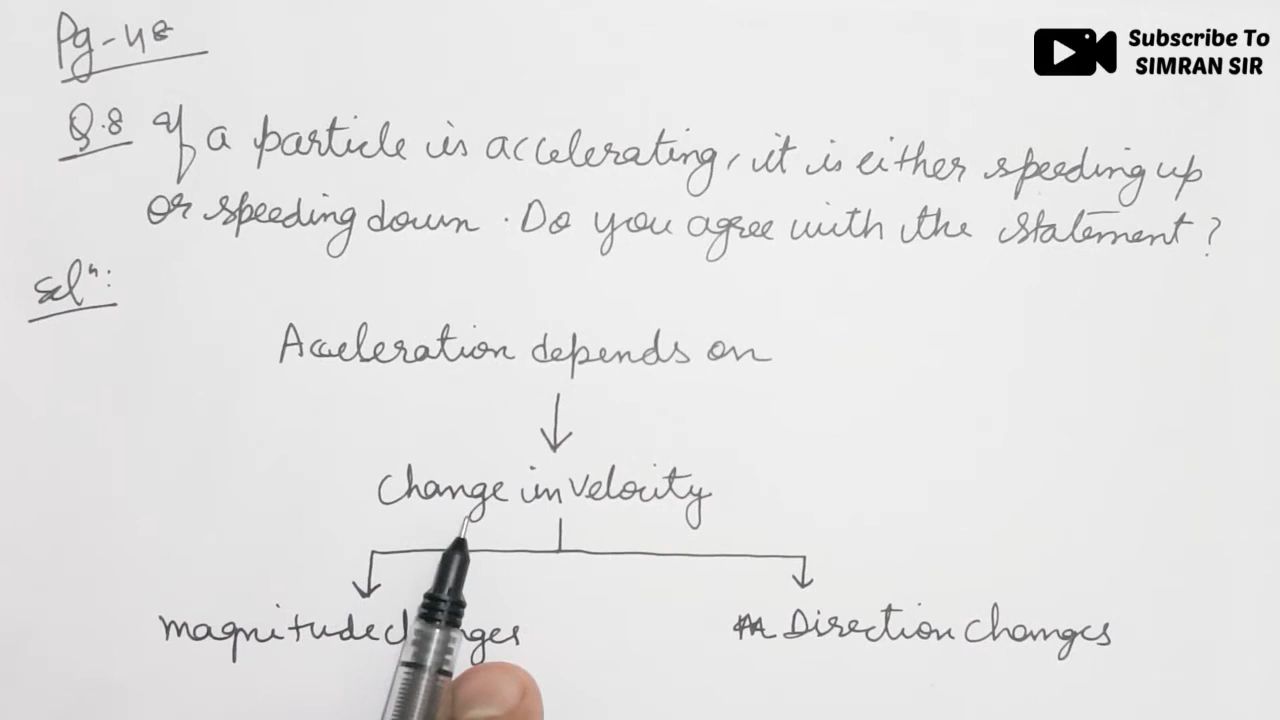 Pg-48
Subscribe To
SIMRAN SIR
Q.8 If a particle is accelerating, it is either speeding up
or speeding down. Do you agree with the statement?
Solⁿ:
Acceleration depends on
Change in velocity
magnitude
Direction changes